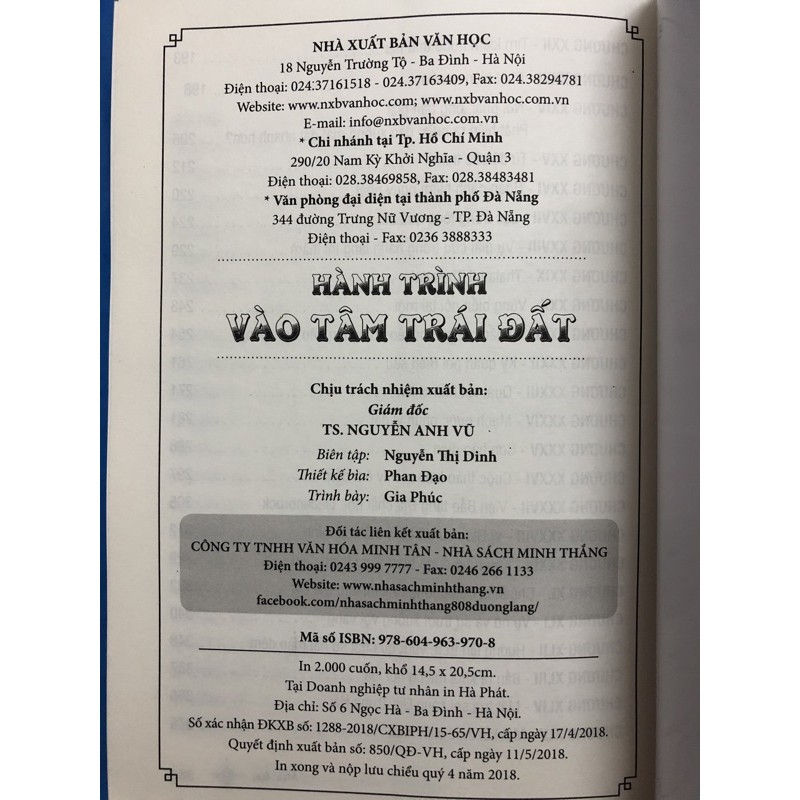 NHÀ XUẤT BẢN VĂN HỌC
18 Nguyễn Trường Tộ - Ba Đình - Hà Nội
Điện thoại: 024.37161518 - 024.37163409, Fax: 024.38294781
Website: www.nxbvanhoc.com; www.nxbvanhoc.com.vn
E-mail: info@nxbvanhoc.com.vn
* Chi nhánh tại Tp. Hồ Chí Minh
290/20 Nam Kỳ Khởi Nghĩa - Quận 3
Điện thoại: 028.38469858, Fax: 028.38483481
* Văn phòng đại diện tại thành phố Đà Nẵng
344 đường Trưng Nữ Vương - TP. Đà Nẵng
Điện thoại - Fax: 0236 3888333
HÀNH TRÌNH
VÀO TÂM TRÁI ĐẤT
Chịu trách nhiệm xuất bản:
Giám đốc
TS. NGUYỄN ANH VŨ
Biên tập: Nguyễn Thị Dinh
Thiết kế bìa: Phan Đạo
Trình bày: Gia Phúc
Đối tác liên kết xuất bản:
CÔNG TY TNHH VĂN HÓA MINH TÂN - NHÀ SÁCH MINH THẮNG
Điện thoại: 0243 999 7777 - Fax: 0246 266 1133
Website: www.nhasachminhthang.vn
facebook.com/nhasachminhthang808duonglang/
Mã số ISBN: 978-604-963-970-8
In 2.000 cuốn, khổ 14,5 x 20,5cm.
Tại Doanh nghiệp tư nhân in Hà Phát.
Địa chỉ: Số 6 Ngọc Hà - Ba Đình - Hà Nội.
Số xác nhận ĐKXB số: 1288-2018/CXBIPH/15-65/VH, cấp ngày 17/4/2018.
Quyết định xuất bản số: 850/QĐ-VH, cấp ngày 11/5/2018.
In xong và nộp lưu chiểu quý 4 năm 2018.